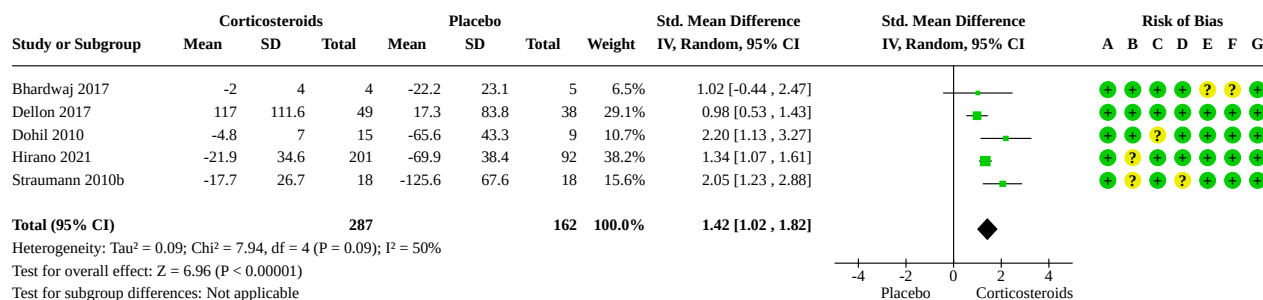 Corticosteroids Placebo Std. Mean Difference Std. Mean Difference Risk of Bias
Study or Subgroup Mean SD Total Mean SD Total Weight IV, Random, 95% CI IV, Random, 95% CI A B C D E F G
Bhardwaj 2017 -2 4 4 -22.2 23.1 5 6.5% 1.02 [-0.44 , 2.47] + + + + ? ? +
Dellon 2017 117 111.6 49 17.3 83.8 38 29.1% 0.98 [0.53 , 1.43] + + + + + + +
Dohil 2010 -4.8 7 15 -65.6 43.3 9 10.7% 2.20 [1.13 , 3.27] + + ? + + + +
Hirano 2021 -21.9 34.6 201 -69.9 38.4 92 38.2% 1.34 [1.07 , 1.61] + ? + + + + +
Straumann 2010b -17.7 26.7 18 -125.6 67.6 18 15.6% 2.05 [1.23 , 2.88] + ? + ? + + +
Total (95% CI) 287 162 100.0% 1.42 [1.02 , 1.82]
Heterogeneity: Tau² = 0.09; Chi² = 7.94, df = 4 (P = 0.09); I² = 50%
Test for overall effect: Z = 6.96 (P < 0.00001)
-4 -2 0 2 4
Test for subgroup differences: Not applicable
Placebo Corticosteroids